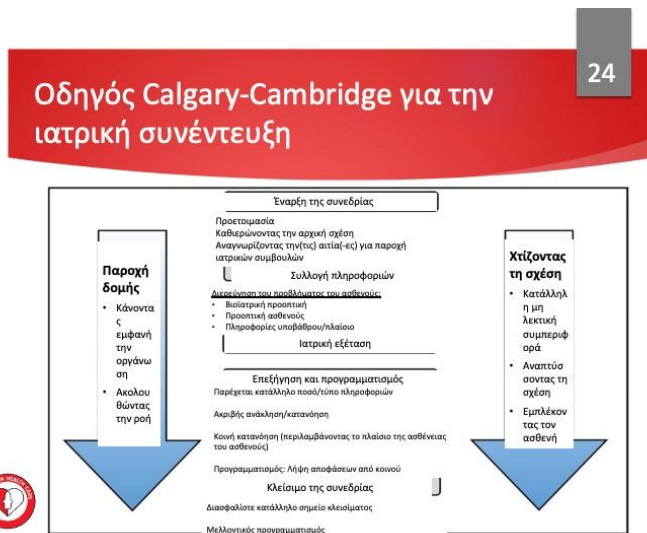 24
Οδηγός Calgary-Cambridge για την
ιατρική συνέντευξη
Έναρξη της συνεδρίας
Προετοιμασία
Καθιερώνοντας την αρχική σχέση
Αναγνωρίζοντας την(τις) αιτία(-ες) για παροχή
ιατρικών συμβουλών
Συλλογή πληροφοριών
Διερεύνηση του προβλήματος του ασθενούς:
• Βιοϊατρική προοπτική
• Προοπτική ασθενούς
• Πληροφορίες υποβάθρου/πλαίσιο
Ιατρική εξέταση
Επεξήγηση και προγραμματισμός
Παρέχεται κατάλληλο ποσό/τύπο πληροφοριών
Ακριβής ανάκληση/κατανόηση
Κοινή κατανόηση (περιλαμβάνοντας το πλαίσιο της ασθένειας
του ασθενούς)
Προγραμματισμός: Λήψη αποφάσεων από κοινού
Κλείσιμο της συνεδρίας
Διασφαλίστε κατάλληλο σημείο κλεισίματος
Μελλοντικός προγραμματισμός
Παροχή
δομής
• Κάνοντα
ς
εμφανή
την
οργάνω
ση
• Ακολου
θώντας
την ροή
Χτίζοντας
τη σχέση
• Κατάλληλ
η μη
λεκτική
συμπεριφ
ορά
• Αναπτύσ
σοντας τη
σχέση
• Εμπλέκον
τας τον
ασθενή
HEALTH CARE